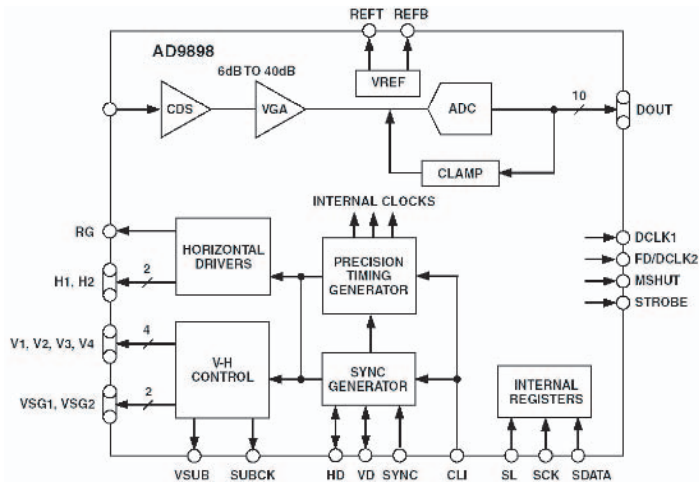 REFT REFB
AD9898
6dB TO 40dB
VREF
CDS
VGA
ADC
10
DOUT
CLAMP
INTERNAL CLOCKS
RG
HORIZONTAL
DRIVERS
PRECISION
TIMING
GENERATOR
DCLK1
FD/DCLK2
MSHUT
STROBE
H1, H2
2
V1, V2, V3, V4
4
V-H
CONTROL
SYNC
GENERATOR
INTERNAL
REGISTERS
VSG1, VSG2
2
VSUB SUBCK HD VD SYNC CLI SL SCK SDATA